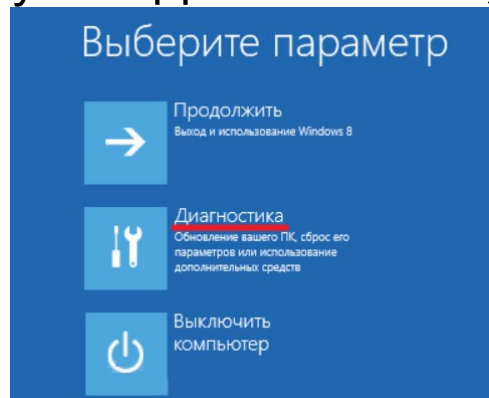 Выберите параметр
Продолжить
Выход и использование Windows 8
Диагностика
Обновление вашего ПК, сброс его
параметров или использование
дополнительных средств
Выключить
компьютер